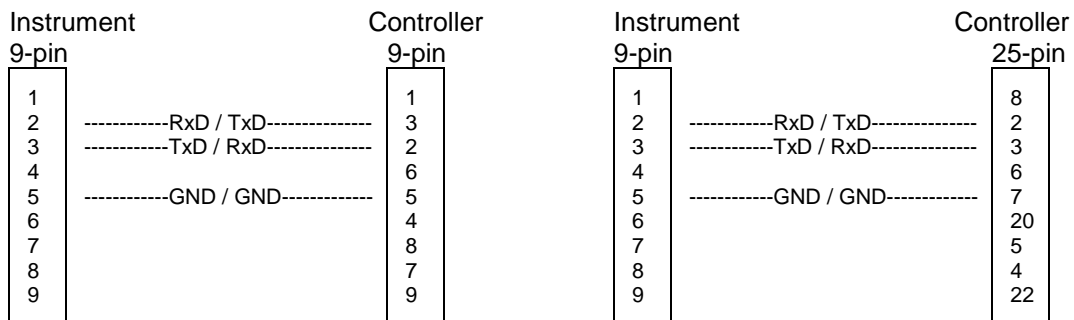 Instrument Controller
9-pin 9-pin
1 1
2 -------------RxD / TxD---------------- 3
3 -------------TxD / RxD---------------- 2
4 6
5 -------------GND / GND-------------- 5
6 4
7 8
8 7
9 9
Instrument Controller
9-pin 25-pin
1 8
2 -------------RxD / TxD---------------- 2
3 -------------TxD / RxD---------------- 3
4 6
5 -------------GND / GND-------------- 7
6 20
7 5
8 4
9 22